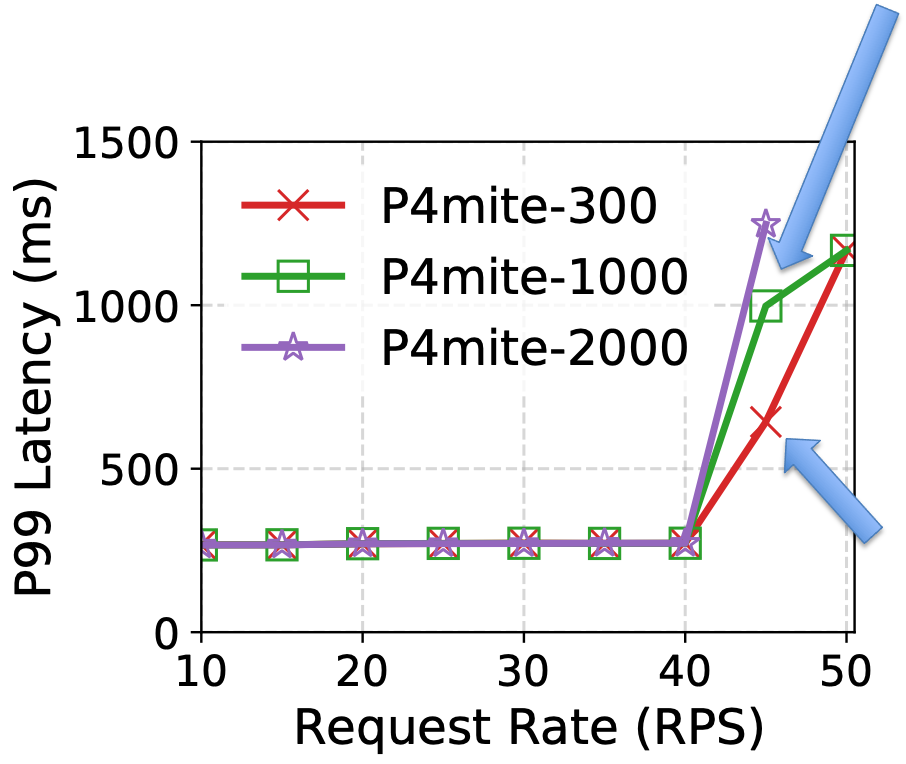 1500
1000
500
0
P99 Latency (ms)
P4mite-300
P4mite-1000
P4mite-2000
10 20 30 40 50
Request Rate (RPS)